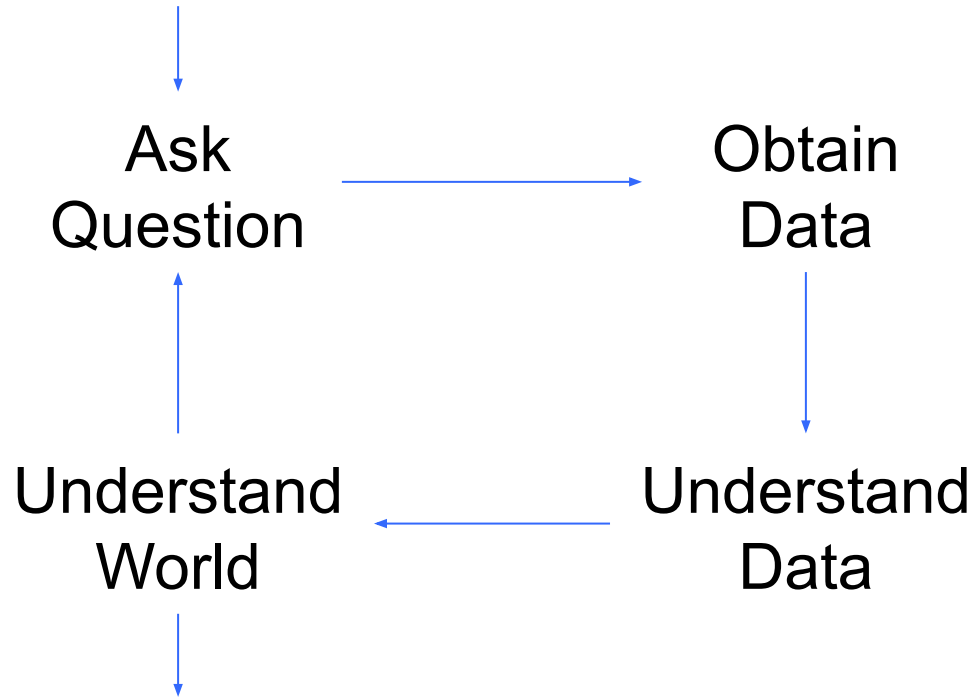 Ask
Question
Obtain
Data
Understand
World
Understand
Data